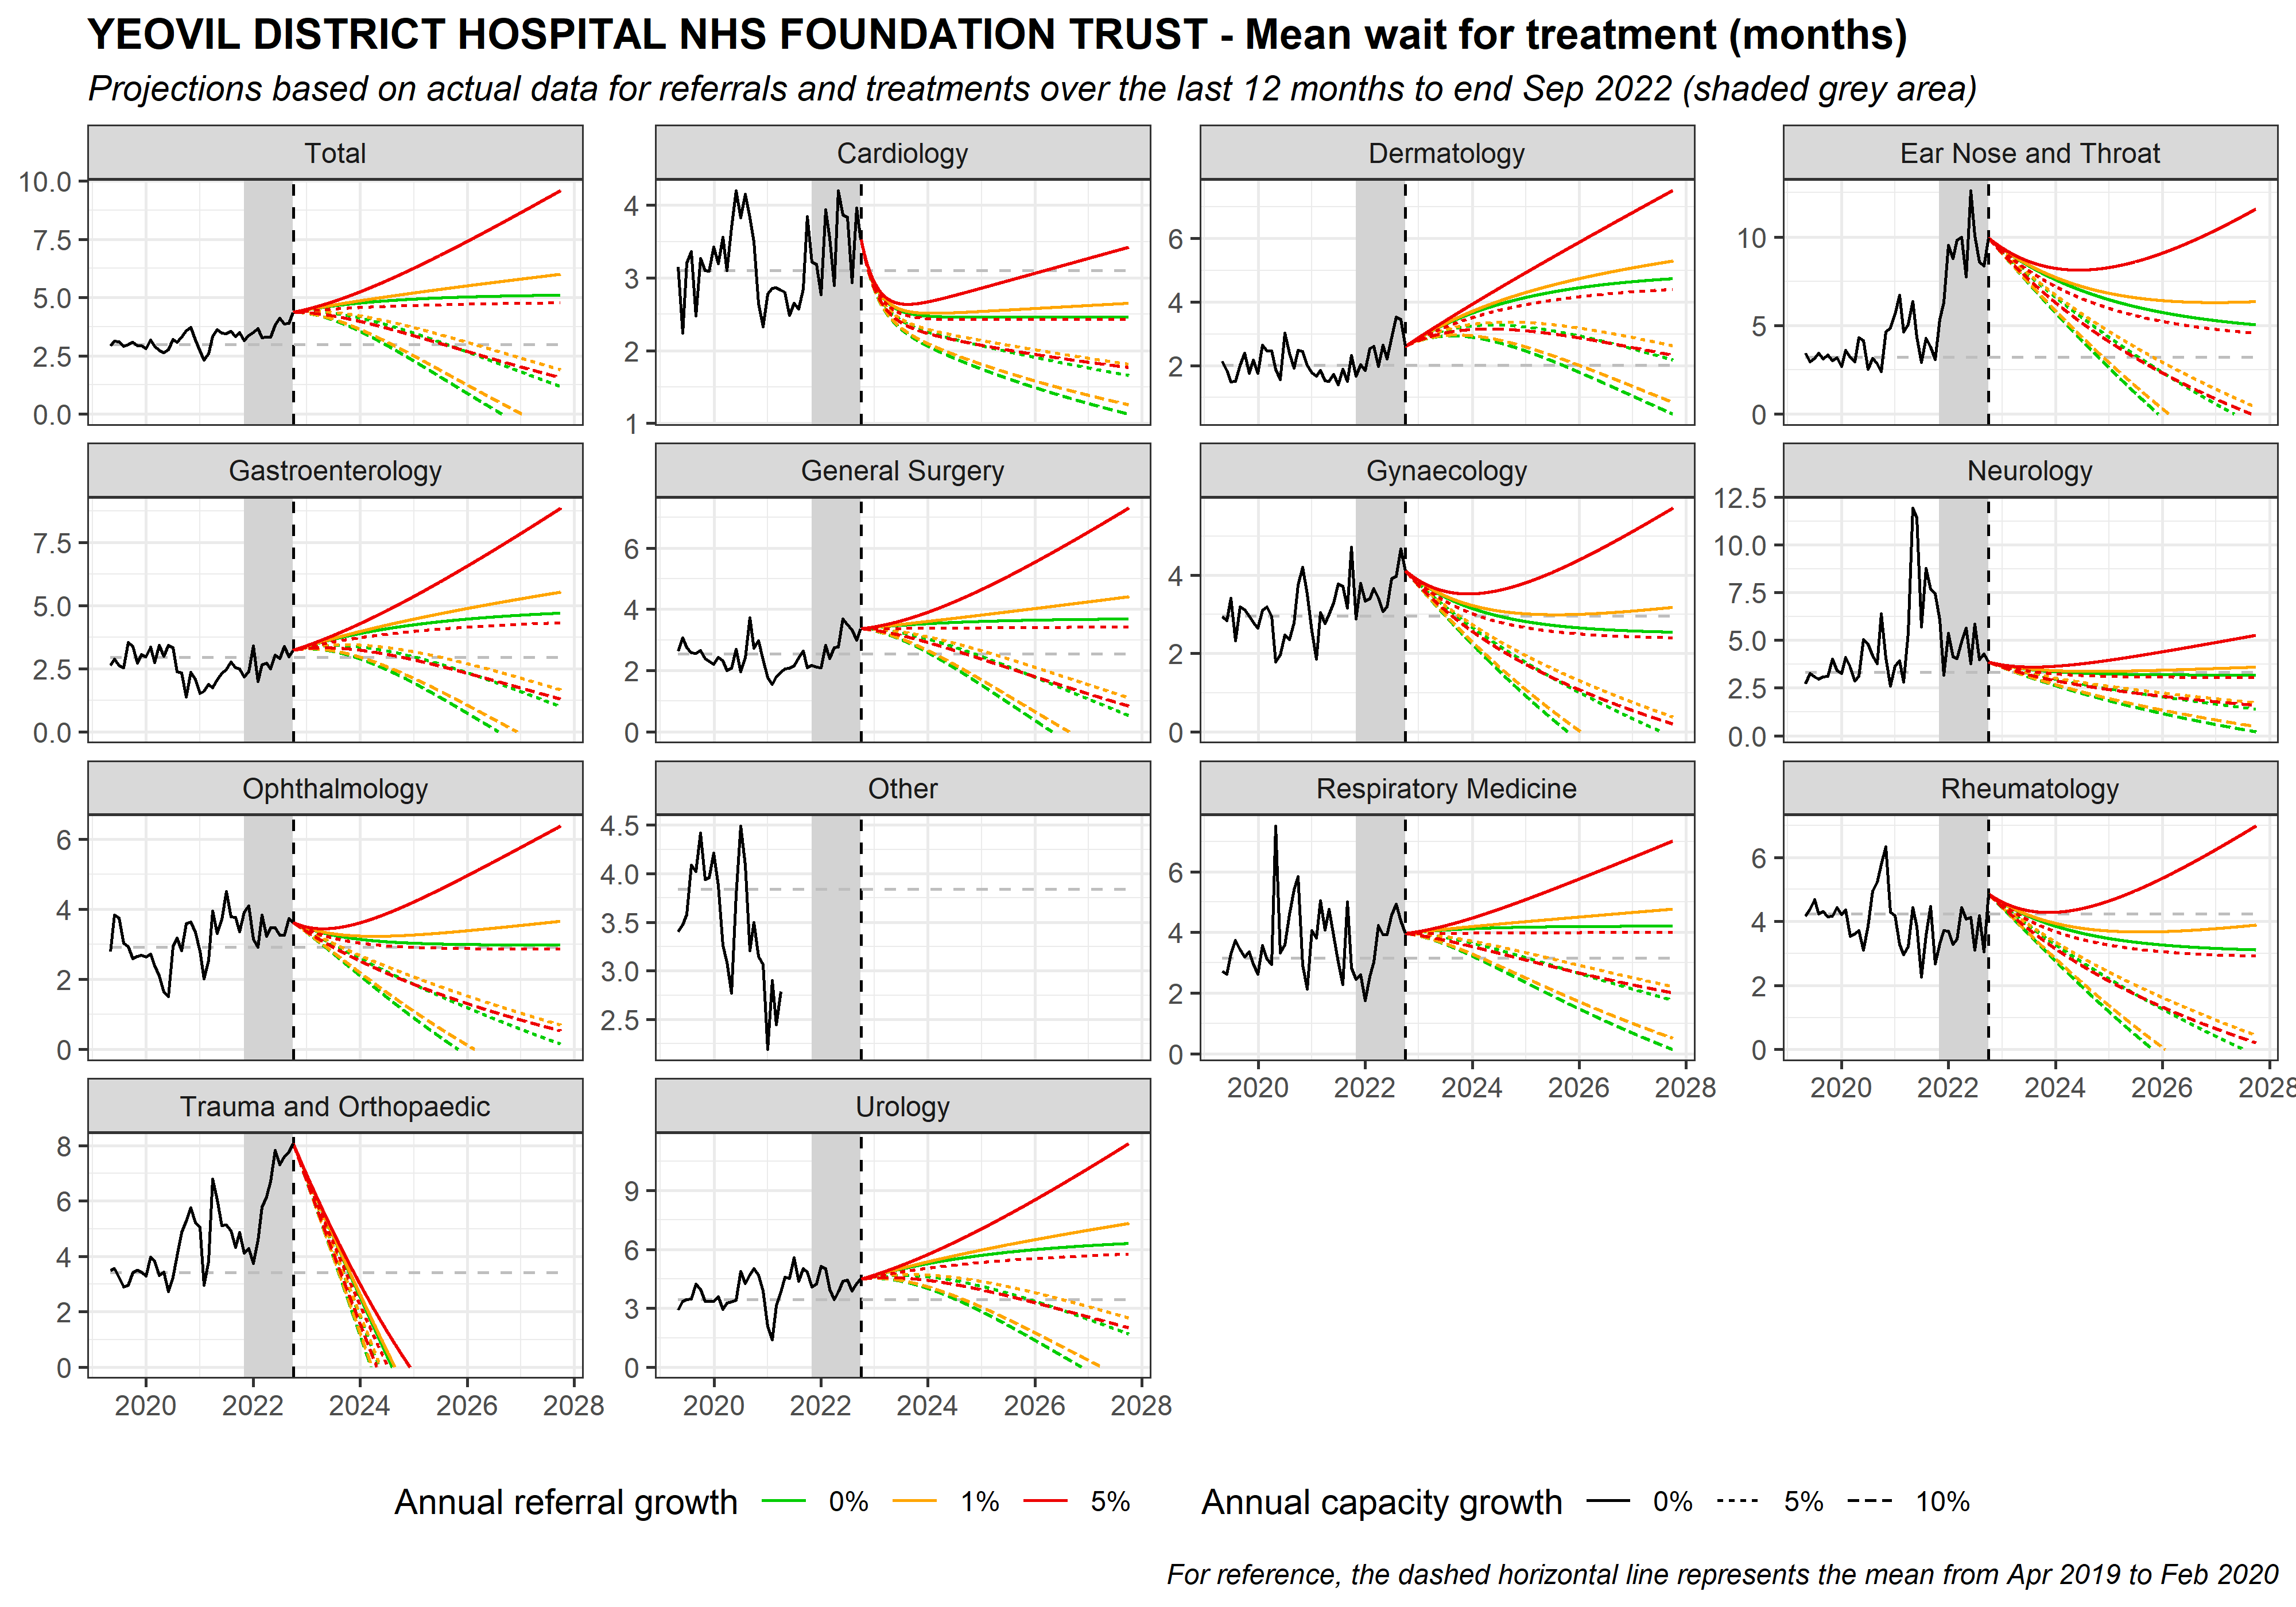 YEOVIL DISTRICT HOSPITAL NHS FOUNDATION TRUST - Mean wait for treatment (months)
Projections based on actual data for referrals and treatments over the last 12 months to end Sep 2022 (shaded grey area)
Total
10.0
7.5
5.0
2.5
0.0
Cardiology
4
3
2
1
Dermatology
6
4
2
Ear Nose and Throat
10
5
0
Gastroenterology
7.5
5.0
2.5
0.0
General Surgery
6
4
2
0
Gynaecology
4
2
0
Neurology
12.5
10.0
7.5
5.0
2.5
0.0
Ophthalmology
6
4
2
0
Other
4.5
4.0
3.5
3.0
2.5
Respiratory Medicine
6
4
2
0
2020 2022 2024 2026 2028
Rheumatology
6
4
2
0
2020 2022 2024 2026 2028
Trauma and Orthopaedic
8
6
4
2
0
2020 2022 2024 2026 2028
Urology
9
6
3
0
2020 2022 2024 2026 2028
Annual referral growth 0% 1% 5% Annual capacity growth 0% 5% 10%
For reference, the dashed horizontal line represents the mean from Apr 2019 to Feb 2020